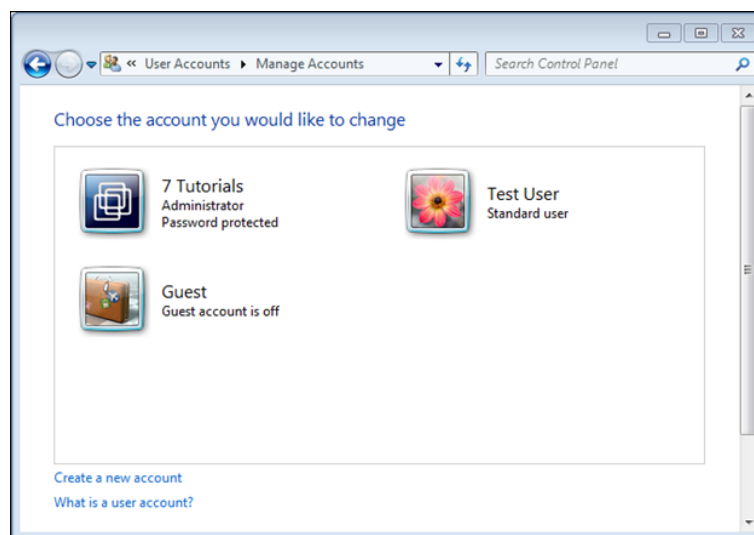 « User Accounts ▸ Manage Accounts
Search Control Panel
Choose the account you would like to change
7 Tutorials
Administrator
Password protected
Test User
Standard user
Guest
Guest account is off
Create a new account
What is a user account?